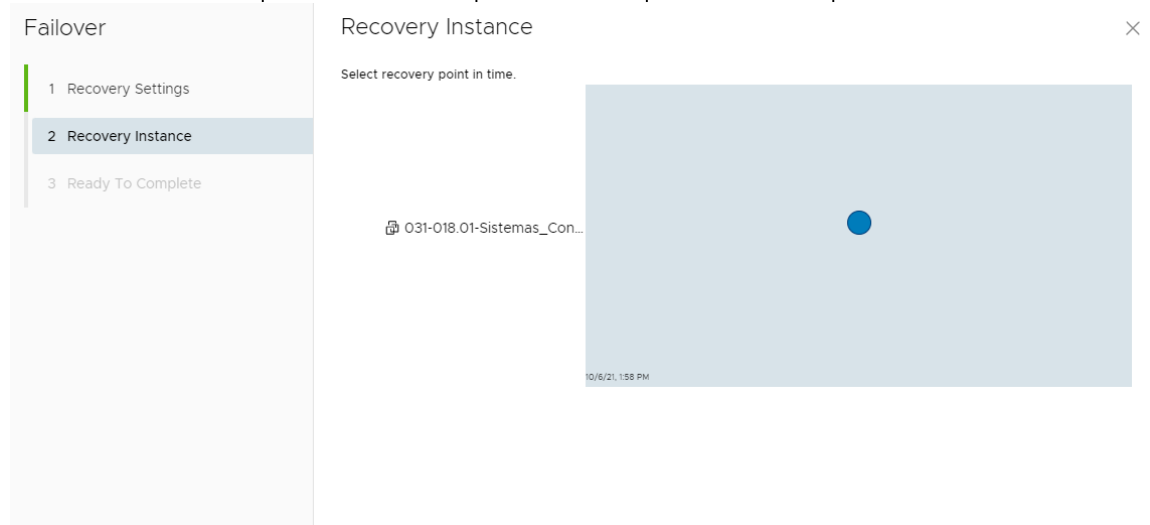 Failover
1 Recovery Settings
2 Recovery Instance
3 Ready To Complete
Recovery Instance
Select recovery point in time.
031-018.01-Sistemas_Con...
10/6/21, 1:58 PM